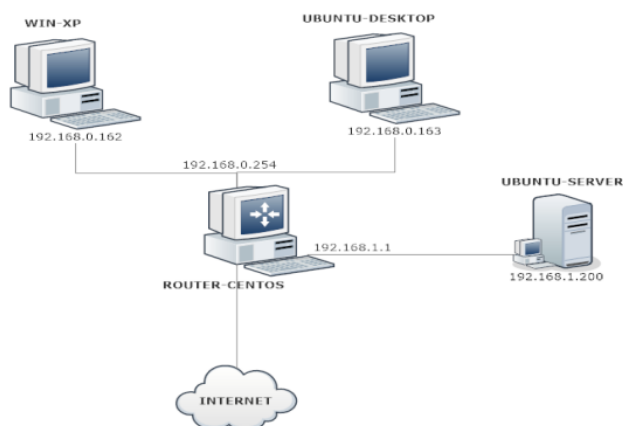 UBUNTU-DESKTOP
WIN-XP
192.168.0.162
192.168.0.163
192.168.0.254
UBUNTU-SERVER
192.168.1.1
192.168.1.200
ROUTER-CENTOS
INTERNET